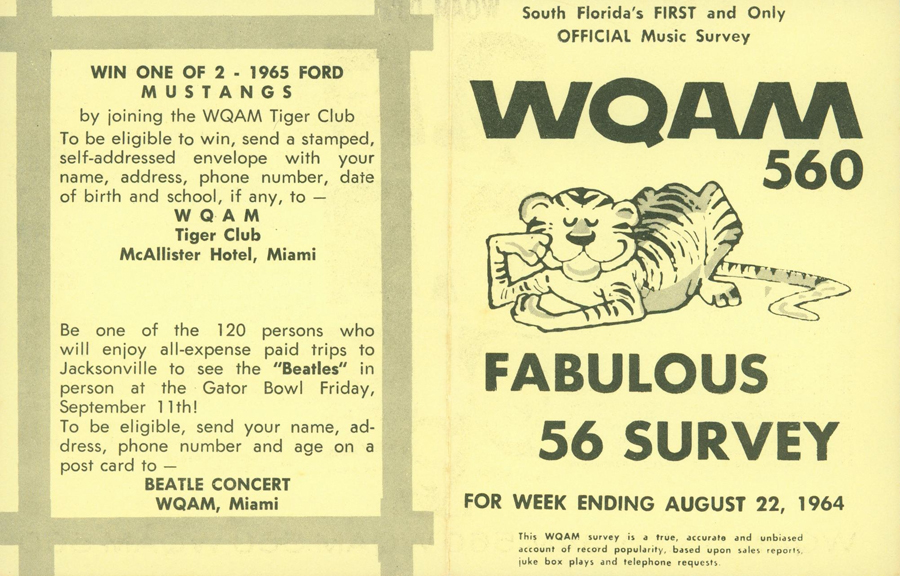 WIN ONE OF 2 - 1965 FORD
MUSTANGS
by joining the WQAM Tiger Club
To be eligible to win, send a stamped,
self-addressed envelope with your
name, address, phone number, date
of birth and school, if any, to —
WQAM
Tiger Club
McAllister Hotel, Miami
Be one of the 120 persons who
will enjoy all-expense paid trips to
Jacksonville to see the "Beatles" in
person at the Gator Bowl Friday,
September 11th!
To be eligible, send your name, ad-
dress, phone number and age on a
post card to —
BEATLE CONCERT
WQAM, Miami
South Florida's FIRST and Only
OFFICIAL Music Survey
WQAM
560
FABULOUS
56 SURVEY
FOR WEEK ENDING AUGUST 22, 1964
This WQAM survey is a true, accurate and unbiased
account of record popularity, based upon sales reports,
juke box plays and telephone requests.